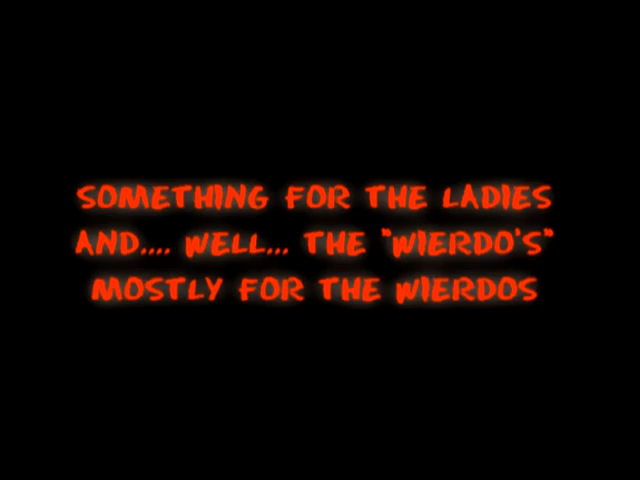 SOMETHING FOR THE LADIES
AND.... WELL... THE "WIERDO'S"
MOSTLY FOR THE WIERDOS